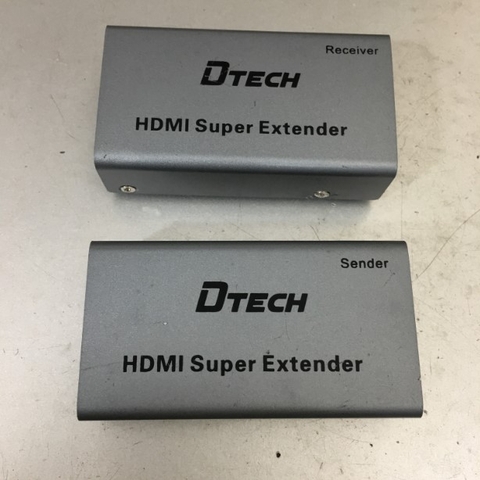 Receiver
DTECH
HDMI Super Extender
Sender
DTECH
HDMI Super Extender